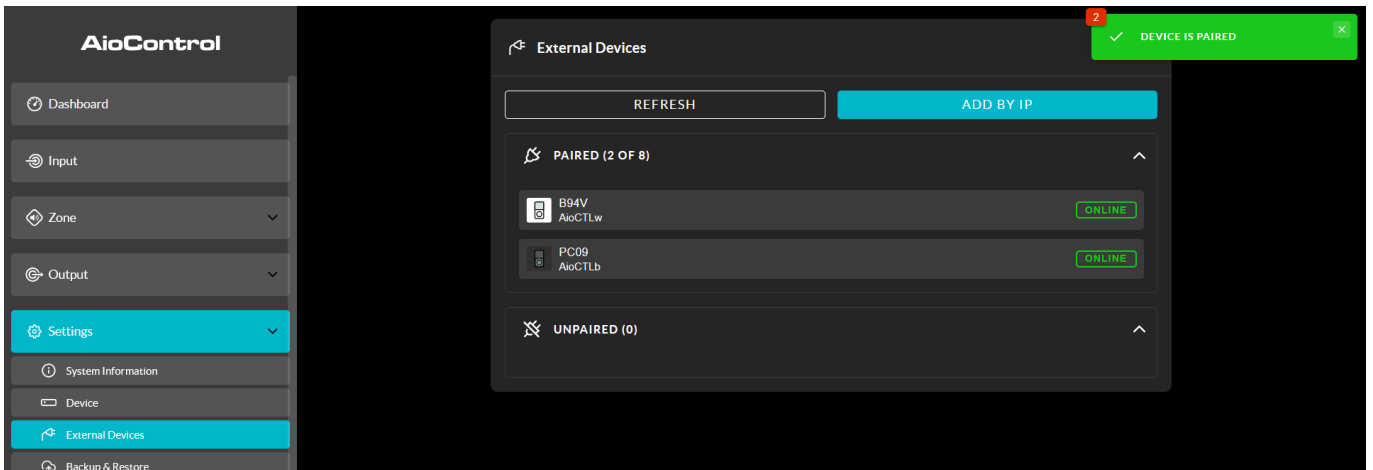 AioControl
Dashboard
Input
Zone
Output
Settings
System Information
Device
External Devices
Backup & Restore
External Devices
2
DEVICE IS PAIRED
REFRESH
ADD BY IP
PAIRED (2 OF 8)
B94V
AioCTLw
ONLINE
PC09
AioCTLb
ONLINE
UNPAIRED (0)